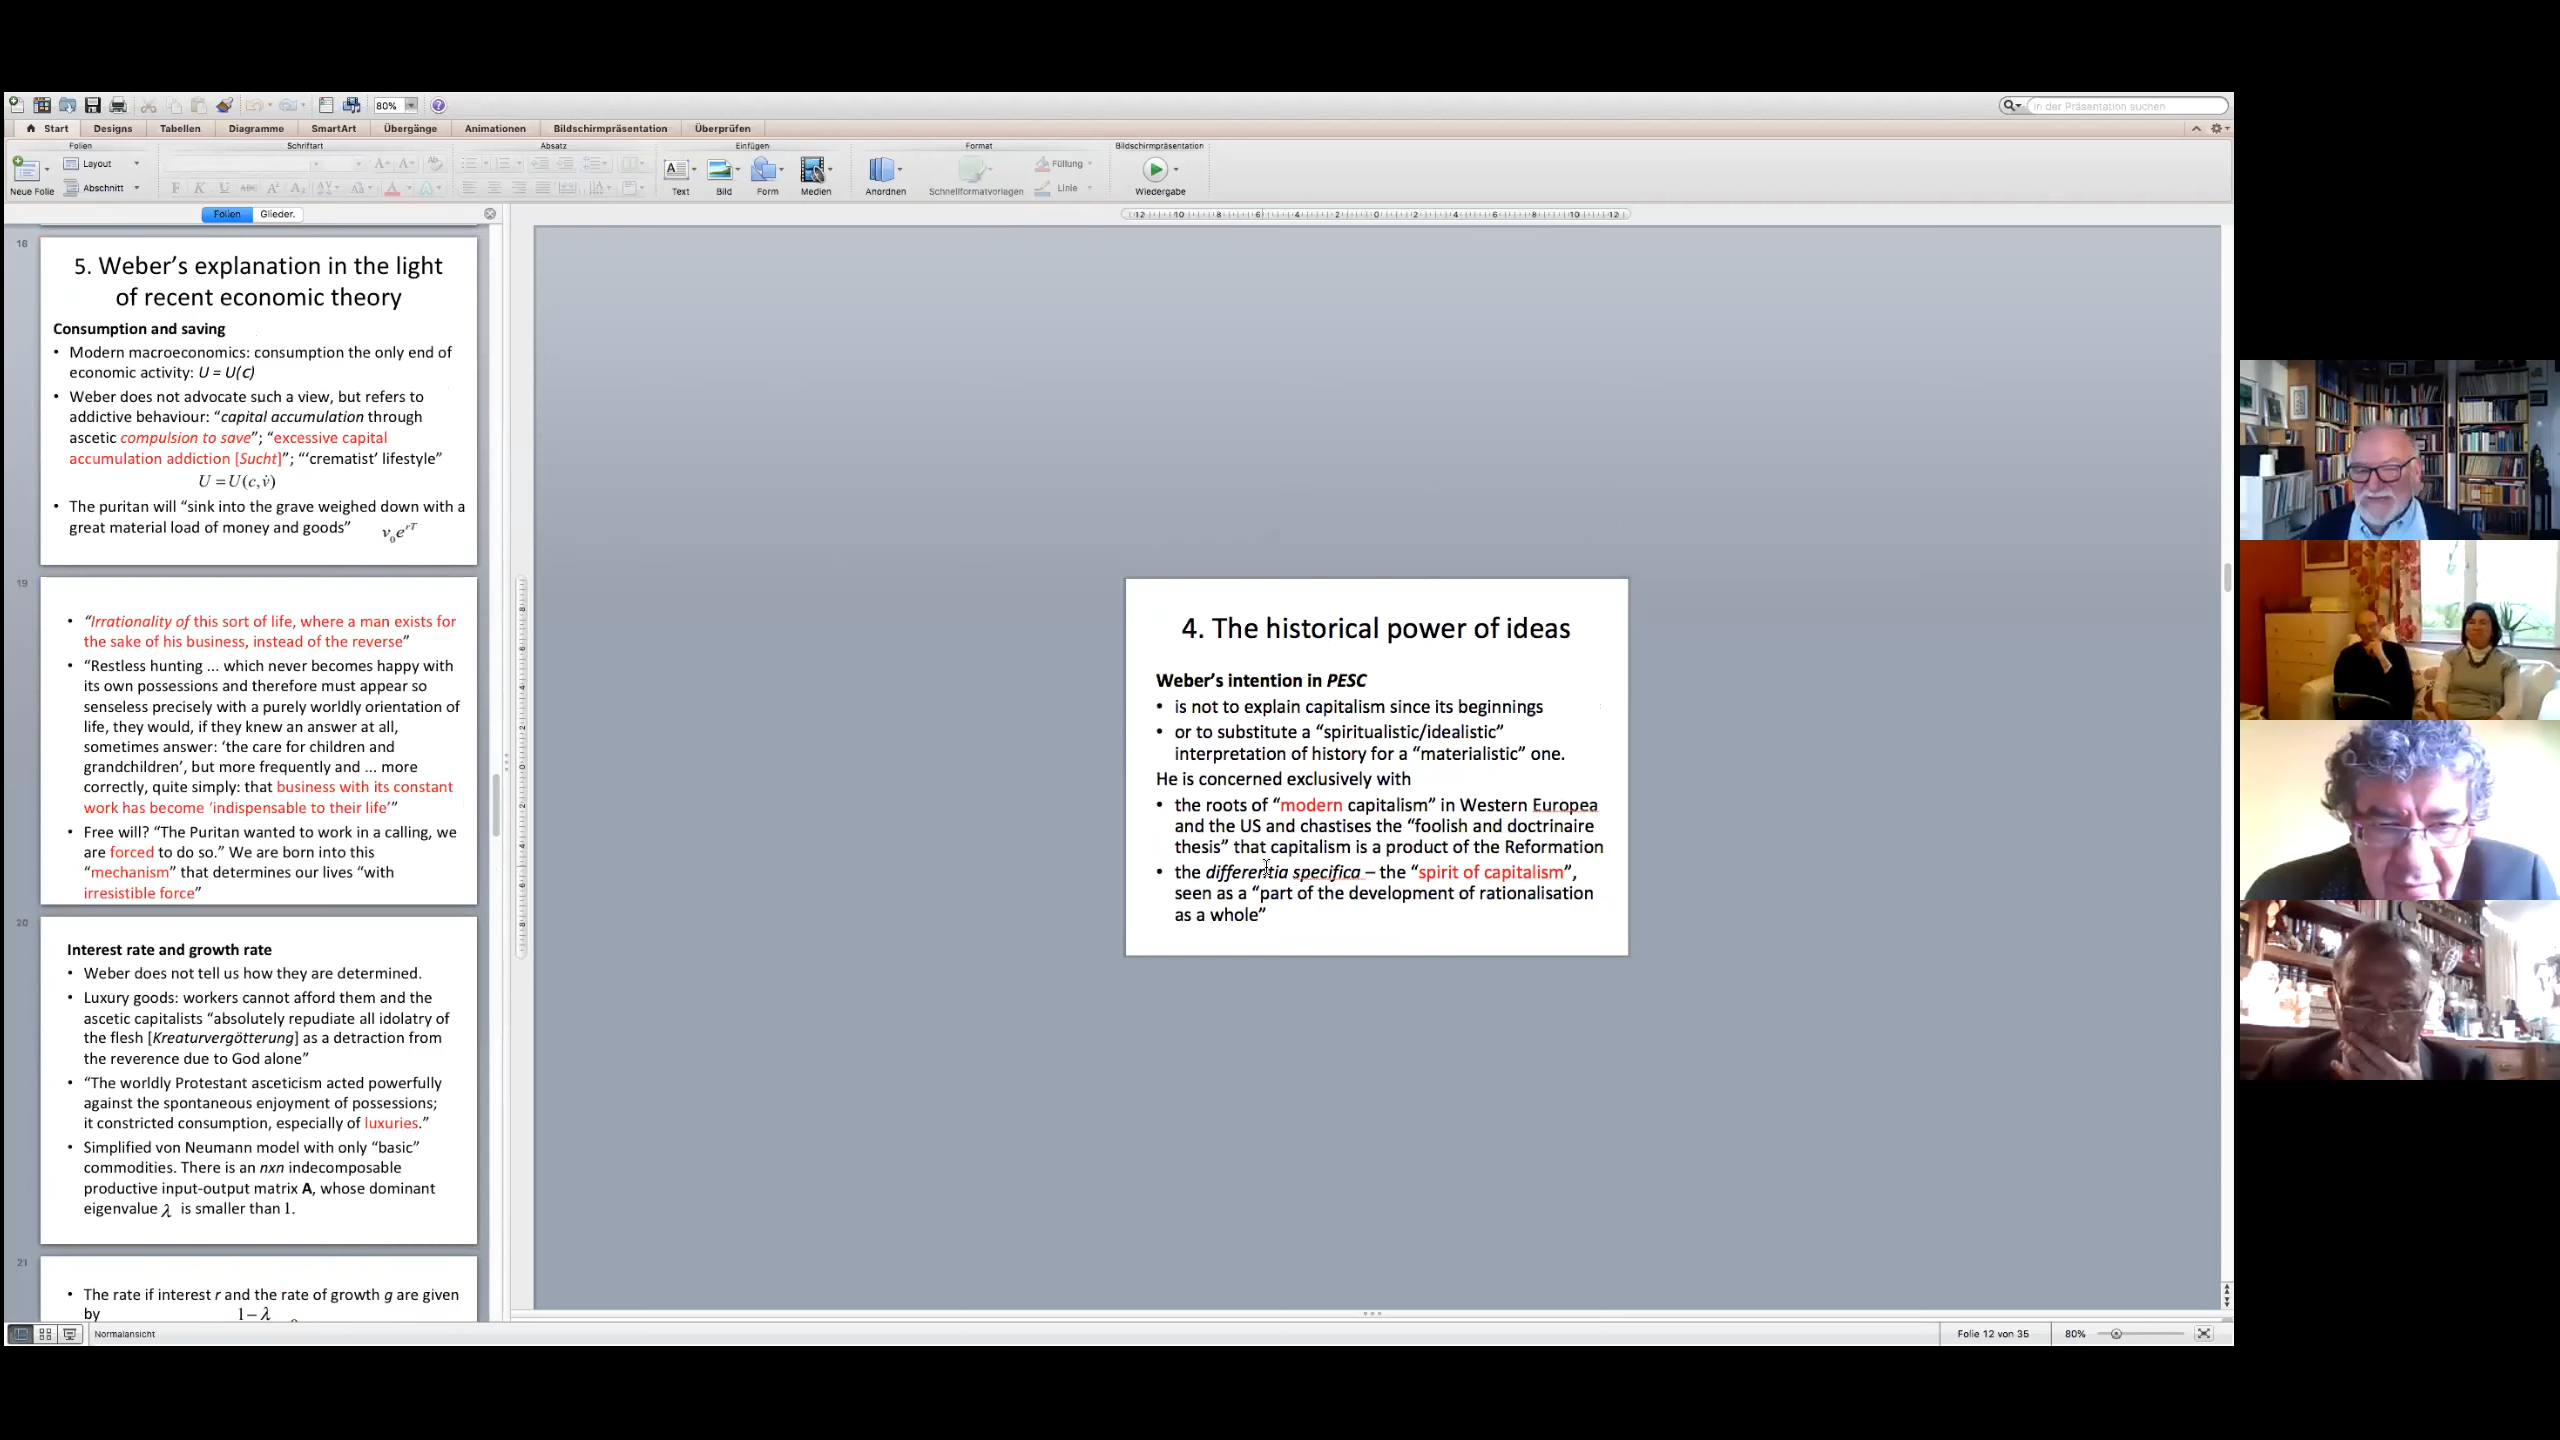 80%
In der Präsentation suchen
Start
Designs
Tabellen
Diagramme
SmartArt
Übergänge
Animationen
Bildschirmpräsentation
Überprüfen
Folien
Schriftart
Absatz
Einfügen
Format
Bildschirmpräsentation
Neue Folie
Layout
Abschnitt
Text
Bild
Form
Medien
Anordnen
Schnellformatvorlagen
Füllung
Linie
Wiedergabe
Folien
Glieder.
5. Weber’s explanation in the light
of recent economic theory
Consumption and saving
• Modern macroeconomics: consumption the only end of
economic activity: U = U(c)
• Weber does not advocate such a view, but refers to
addictive behaviour: “capital accumulation through
ascetic compulsion to save”; “excessive capital
accumulation addiction [Sucht]”; “‘crematist’ lifestyle”
U = U(c, v̇)
• The puritan will “sink into the grave weighed down with a
great material load of money and goods” v₀e^{rT}
19
• “Irrationality of this sort of life, where a man exists for
the sake of his business, instead of the reverse”
• “Restless hunting ... which never becomes happy with
its own possessions and therefore must appear so
senseless precisely with a purely worldly orientation of
life, they would, if they knew an answer at all,
sometimes answer: ‘the care for children and
grandchildren’, but more frequently and ... more
correctly, quite simply: that business with its constant
work has become ‘indispensable to their life’”
• Free will? “The Puritan wanted to work in a calling, we
are forced to do so.” We are born into this
“mechanism” that determines our lives “with
irresistible force”
20
Interest rate and growth rate
• Weber does not tell us how they are determined.
• Luxury goods: workers cannot afford them and the
ascetic capitalists “absolutely repudiate all idolatry of
the flesh [Kreaturvergötterung] as a detraction from
the reverence due to God alone”
• “The worldly Protestant asceticism acted powerfully
against the spontaneous enjoyment of possessions;
it constricted consumption, especially of luxuries.”
• Simplified von Neumann model with only “basic”
commodities. There is an nxn indecomposable
productive input-output matrix A, whose dominant
eigenvalue λ is smaller than 1.
21
• The rate if interest r and the rate of growth g are given
by 1 – λ
4. The historical power of ideas
Weber’s intention in PESC
• is not to explain capitalism since its beginnings
• or to substitute a “spiritualistic/idealistic”
interpretation of history for a “materialistic” one.
He is concerned exclusively with
• the roots of “modern capitalism” in Western Europea
and the US and chastises the “foolish and doctrinaire
thesis” that capitalism is a product of the Reformation
• the differentia specifica – the “spirit of capitalism”,
seen as a “part of the development of rationalisation
as a whole”
Normalansicht
Folie 12 von 35
80%